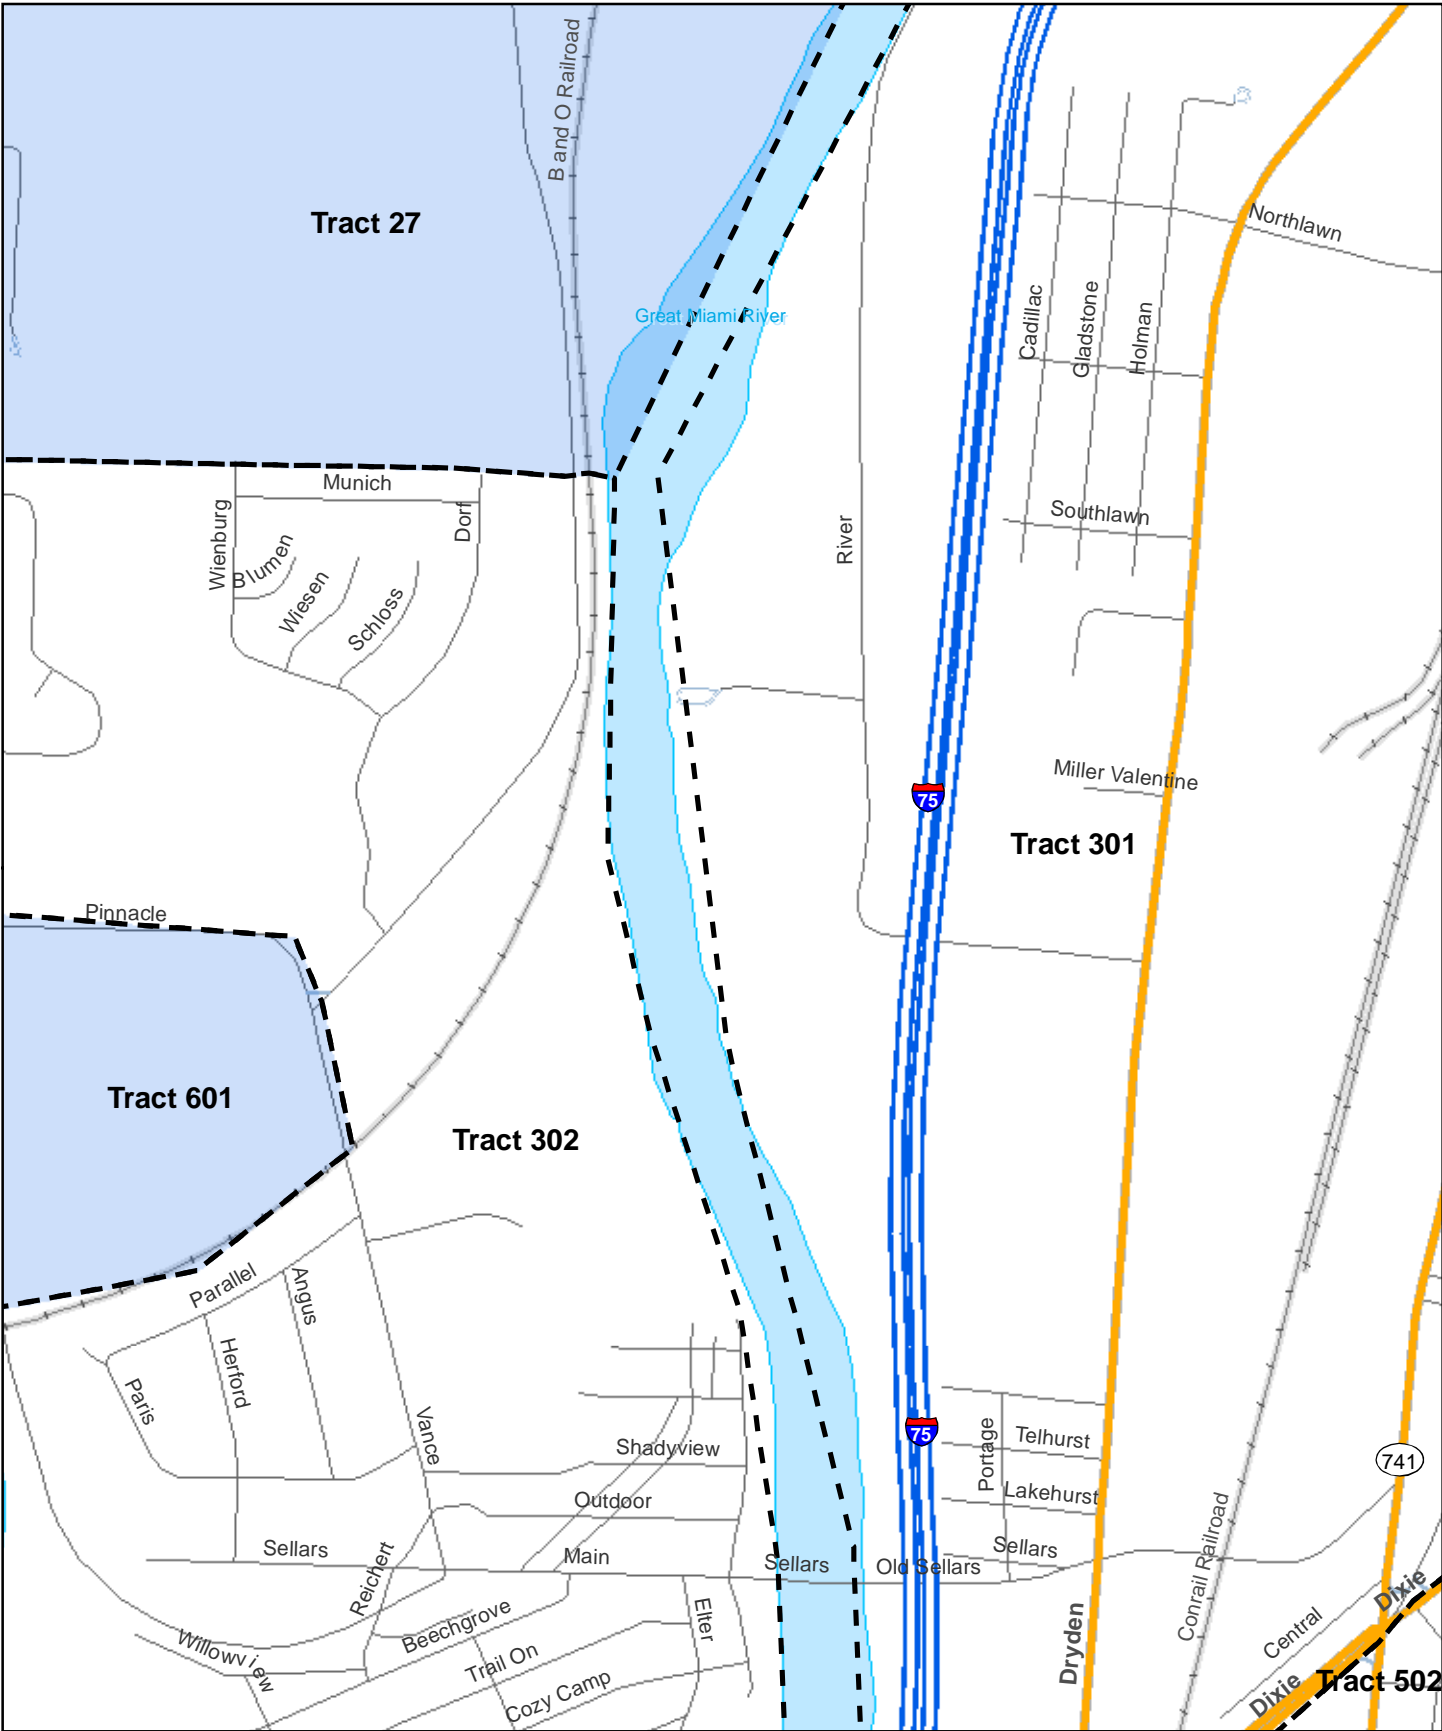 B and O Railroad
Tract 27
Northlawn
Great Miami River
Cadillac
Gladstone
Holman
Munich
Dorf
Wienburg
Blumen
Wiesen
Schloss
River
Southlawn
Miller Valentine
75
Tract 301
Pinnacle
Tract 601
Tract 302
Parallel
Angus
Herford
Paris
Vance
75
Portage
Telhurst
741
Shadyview
Lakehurst
Outdoor
Sellars
Main
Sellars
Old Sellars
Sellars
Reichert
Conrail Railroad
Dixie
Beechgrove
Elter
Central
Willowview
Dryden
Trail On
Cozy Camp
Dixie
Tract 502